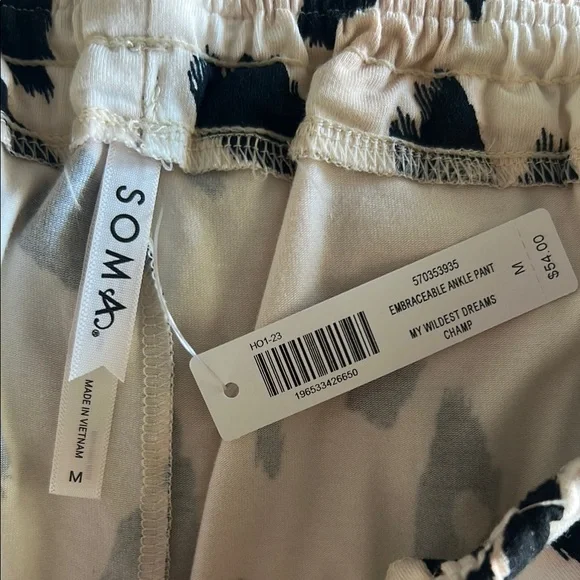 SOMA®
MADE IN VIETNAM
M
HO1-23
196533426650
570353935
EMBRACEABLE ANKLE PANT
MY WILDEST DREAMS
CHAMP
M
$54.00